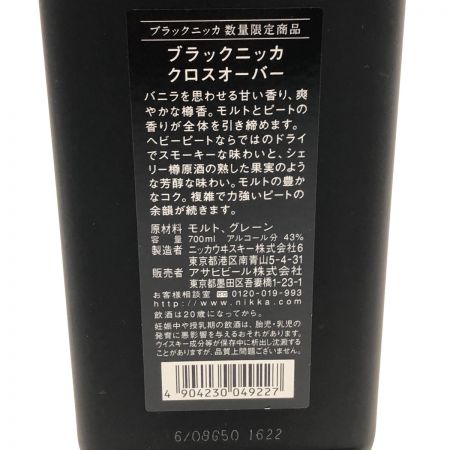 ブラックニッカ 数量限定商品
ブラックニッカ
クロスオーバー
バニラを思わせる甘い香り、爽
やかな樽香。モルトとピートの
香りが全体を引き締めます。
ヘビーピートならではのドライ
でスモーキーな味わいと、シェ
リー樽原酒の熟した果実のよう
な芳醇な味わい。モルトの豊か
なコク。複雑で力強いピートの
余韻が続きます。
原材料 モルト、グレーン
容量 700ml アルコール分 43%
製造者 ニッカウヰスキー株式会社6
東京都港区南青山5-4-31
販売者 アサヒビール株式会社
東京都墨田区吾妻橋1-23-1
お客様相談室 0120-019-993
http://www.nikka.com
飲酒は20歳になってから。
妊娠中や授乳期の飲酒は、胎児・乳児の
発育に悪影響を与えるおそれがあります。
ウイスキー成分等が保存中に析出し沈澱する
ことがありますが、品質上問題ございません。
4 904230 049227
6/08G50 1622